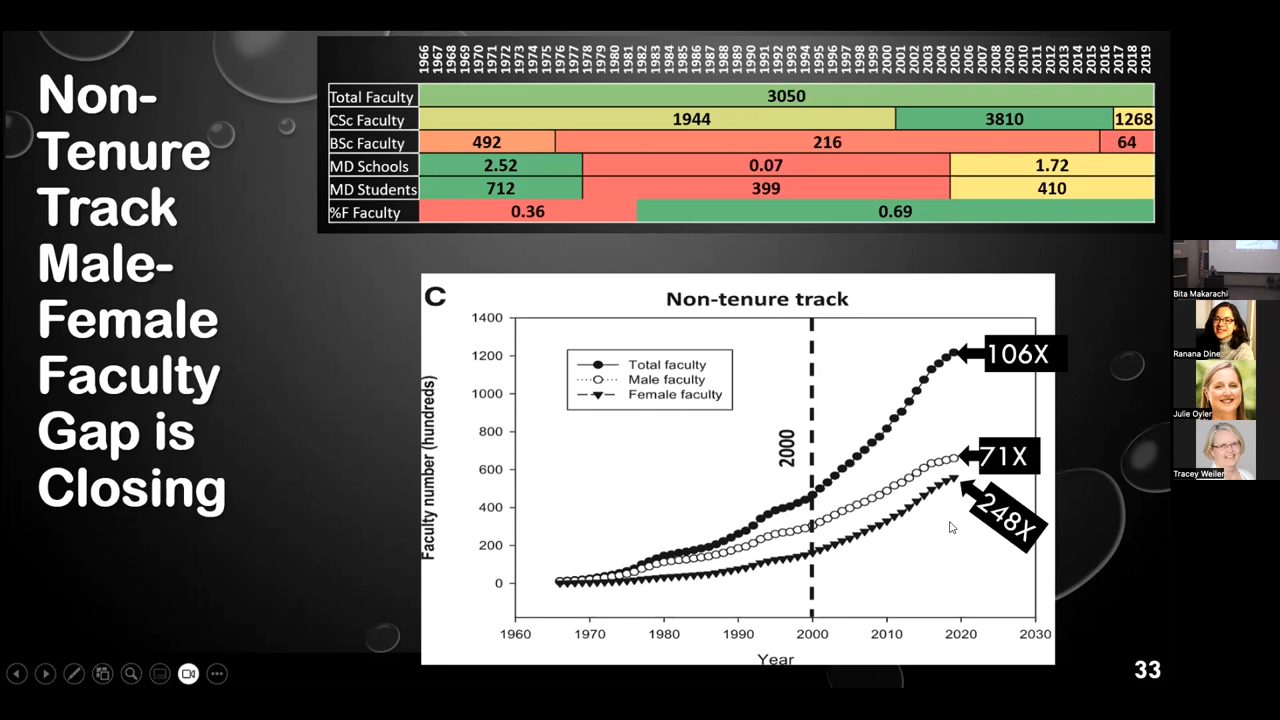 Non-
Tenure
Track
Male-
Female
Faculty
Gap is
Closing
1966 1967 1968 1969 1970 1971 1972 1973 1974 1975 1976 1977 1978 1979 1980 1981 1982 1983 1984 1985 1986 1987 1988 1989 1990 1991 1992 1993 1994 1995 1996 1997 1998 1999 2000 2001 2002 2003 2004 2005 2006 2007 2008 2009 2010 2011 2012 2013 2014 2015 2016 2017 2018 2019
Total Faculty 3050
CSc Faculty 1944 3810 1268
BSc Faculty 492 216 64
MD Schools 2.52 0.07 1.72
MD Students 712 399 410
%F Faculty 0.36 0.69
C
Non-tenure track
Faculty number (hundreds)
1400
1200
1000
800
600
400
200
0
Total faculty
Male faculty
Female faculty
2000
106X
71X
248X
1960 1970 1980 1990 2000 2010 2020 2030
Year
33
Bita Makarachi
Ranana Dine
Julie Oyler
Tracey Weiler